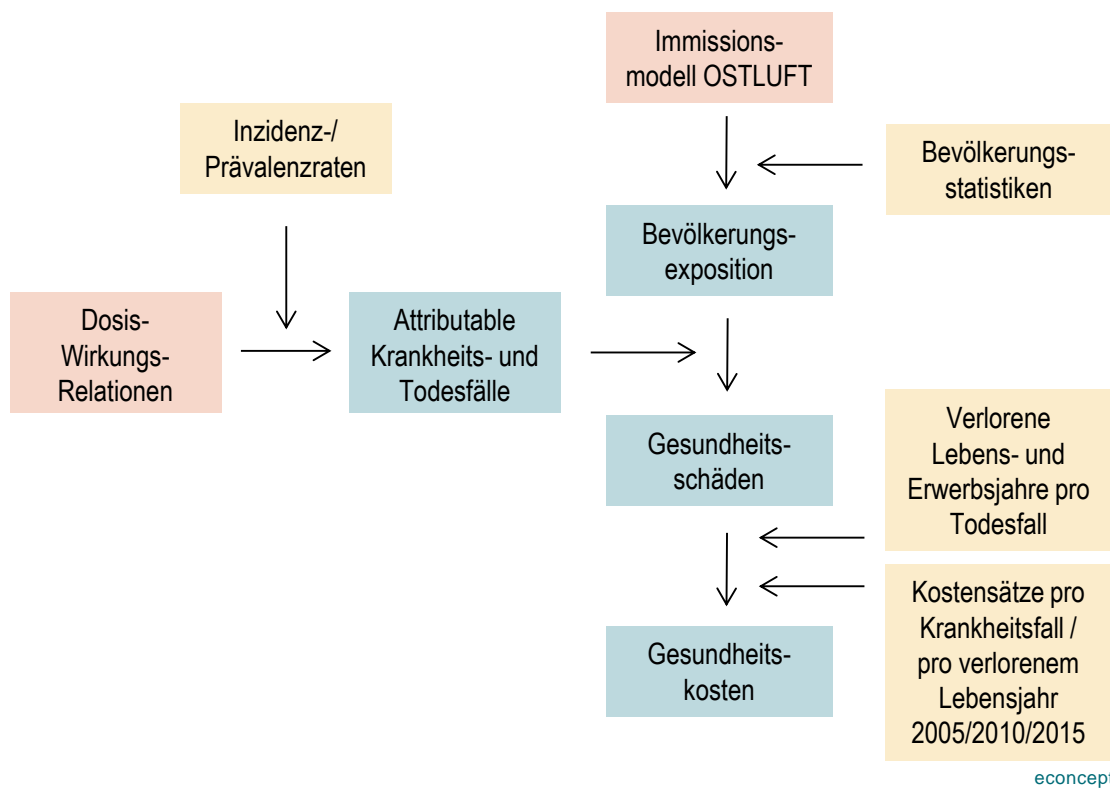 Immissions-
modell OSTLUFT
Inzidenz-/
Prävalenzraten
Bevölkerungs-
statistiken
Bevölkerungs-
exposition
Dosis-
Wirkungs-
Relationen
Attributable
Krankheits- und
Todesfälle
Gesundheits-
schäden
Verlorene
Lebens- und
Erwerbsjahre pro
Todesfall
Gesundheits-
kosten
Kostensätze pro
Krankheitsfall /
pro verlorenem
Lebensjahr
2005/2010/2015
econcept